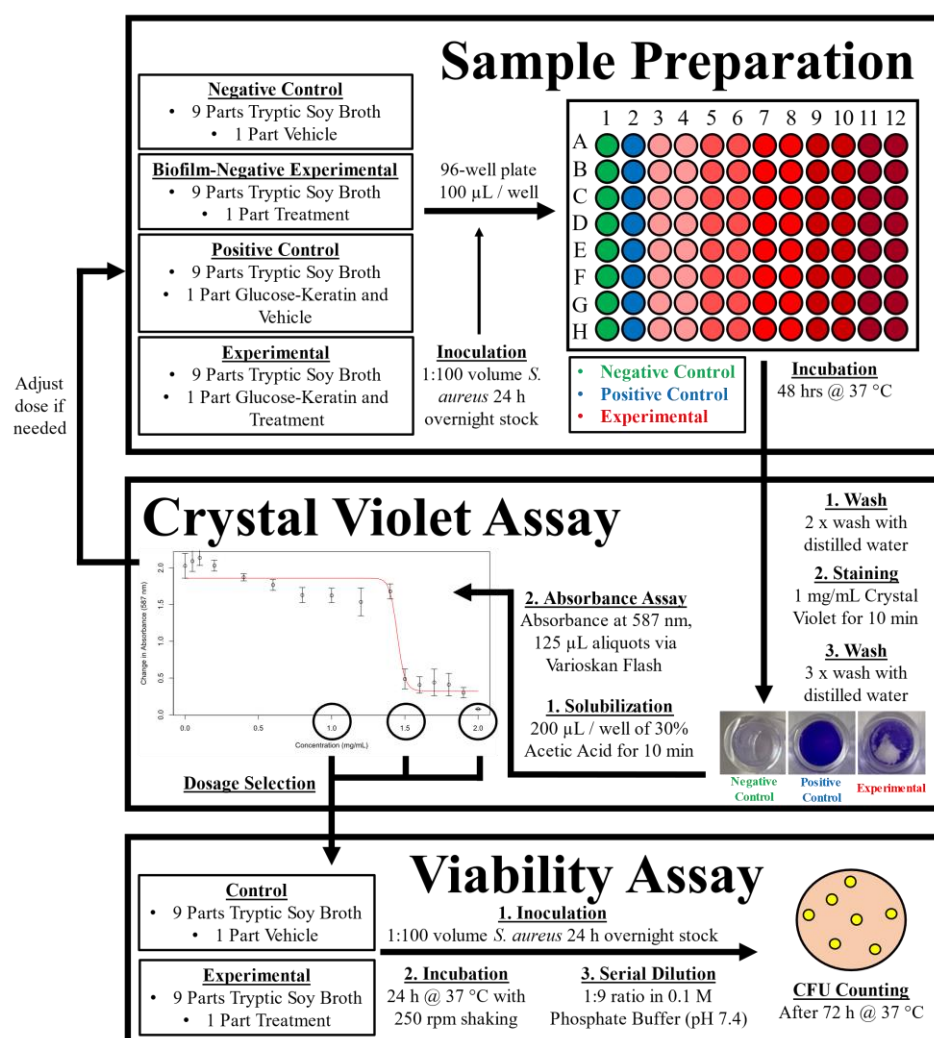 Sample Preparation
Negative Control
• 9 Parts Tryptic Soy Broth
• 1 Part Vehicle
Biofilm-Negative Experimental
• 9 Parts Tryptic Soy Broth
• 1 Part Treatment
Positive Control
• 9 Parts Tryptic Soy Broth
• 1 Part Glucose-Keratin and
Vehicle
Experimental
• 9 Parts Tryptic Soy Broth
• 1 Part Glucose-Keratin and
Treatment
96-well plate
100 µL / well
Inoculation
1:100 volume S.
aureus 24 h
overnight stock
1 2 3 4 5 6 7 8 9 10 11 12
A
B
C
D
E
F
G
H
• Negative Control
• Positive Control
• Experimental
Incubation
48 hrs @ 37 °C
Adjust
dose if
needed
Crystal Violet Assay
1. Wash
2 x wash with
distilled water
2. Staining
1 mg/mL Crystal
Violet for 10 min
3. Wash
3 x wash with
distilled water
Negative
Control
Positive
Control
Experimental
2. Absorbance Assay
Absorbance at 587 nm,
125 µL aliquots via
Varioskan Flash
1. Solubilization
200 µL / well of 30%
Acetic Acid for 10 min
Change in Absorbance (587 nm)
2.0
1.5
1.0
0.5
0.0
0.0 0.5 1.0 1.5 2.0
Concentration (mg/mL)
Dosage Selection
Viability Assay
Control
• 9 Parts Tryptic Soy Broth
• 1 Part Vehicle
Experimental
• 9 Parts Tryptic Soy Broth
• 1 Part Treatment
1. Inoculation
1:100 volume S. aureus 24 h overnight stock
2. Incubation
24 h @ 37 °C with
250 rpm shaking
3. Serial Dilution
1:9 ratio in 0.1 M
Phosphate Buffer (pH 7.4)
CFU Counting
After 72 h @ 37 °C